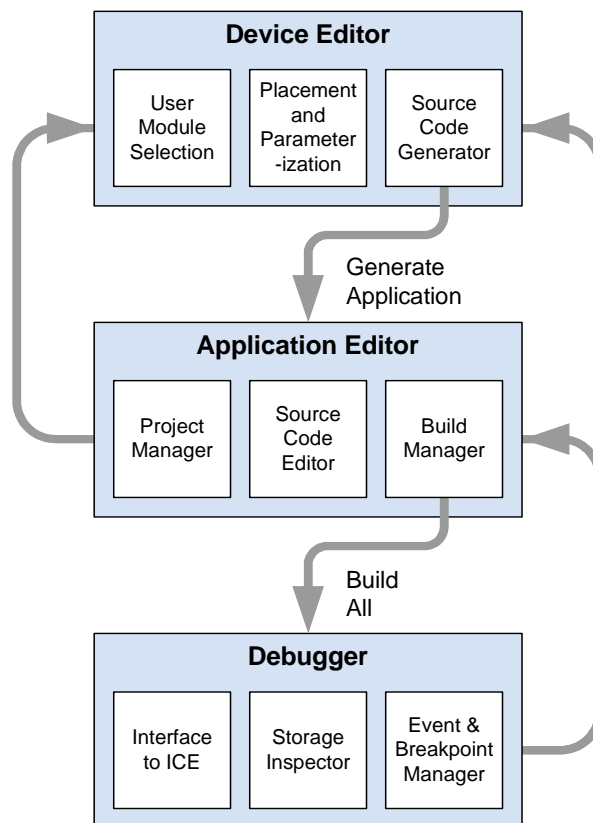 Device Editor
User
Module
Selection
Placement
and
Parameter
-ization
Source
Code
Generator
Generate
Application
Application Editor
Project
Manager
Source
Code
Editor
Build
Manager
Build
All
Debugger
Interface
to ICE
Storage
Inspector
Event &
Breakpoint
Manager